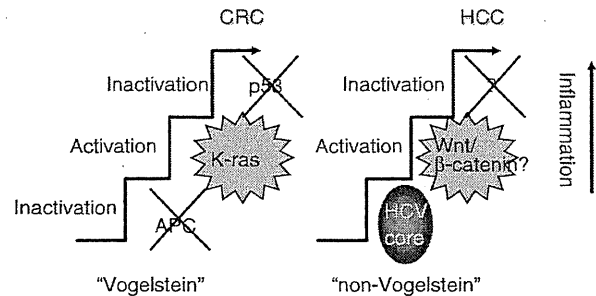 CRC
Inactivation
p53
Activation
K-ras
Inactivation
APC
"Vogelstein"
HCC
Inactivation
?
Activation
Wnt/
β-catenin?
HCV
core
"non-Vogelstein"
Inflammation